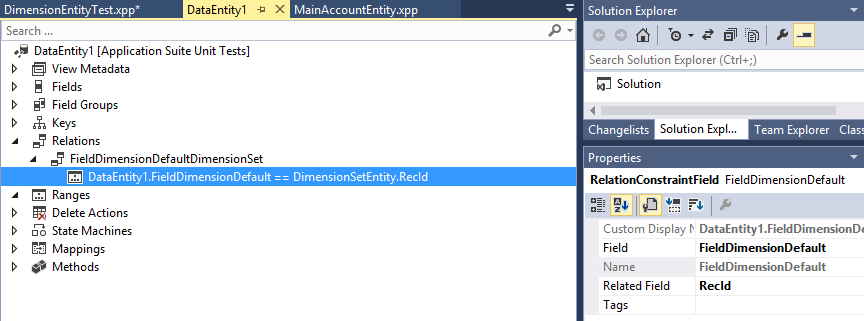 DimensionEntityTest.xpp*
DataEntity1
MainAccountEntity.xpp
Search ...
DataEntity1 [Application Suite Unit Tests]
View Metadata
Fields
Field Groups
Keys
Relations
FieldDimensionDefaultDimensionSet
DataEntity1.FieldDimensionDefault == DimensionSetEntity.RecId
Ranges
Delete Actions
State Machines
Mappings
Methods
Solution Explorer
Search Solution Explorer (Ctrl+;)
Solution
Changelists Solution Expl... Team Explorer Class
Properties
RelationConstraintField FieldDimensionDefault
Custom Display N DataEntity1.FieldDimensionDe
Field FieldDimensionDefault
Name FieldDimensionDefault
Related Field RecId
Tags